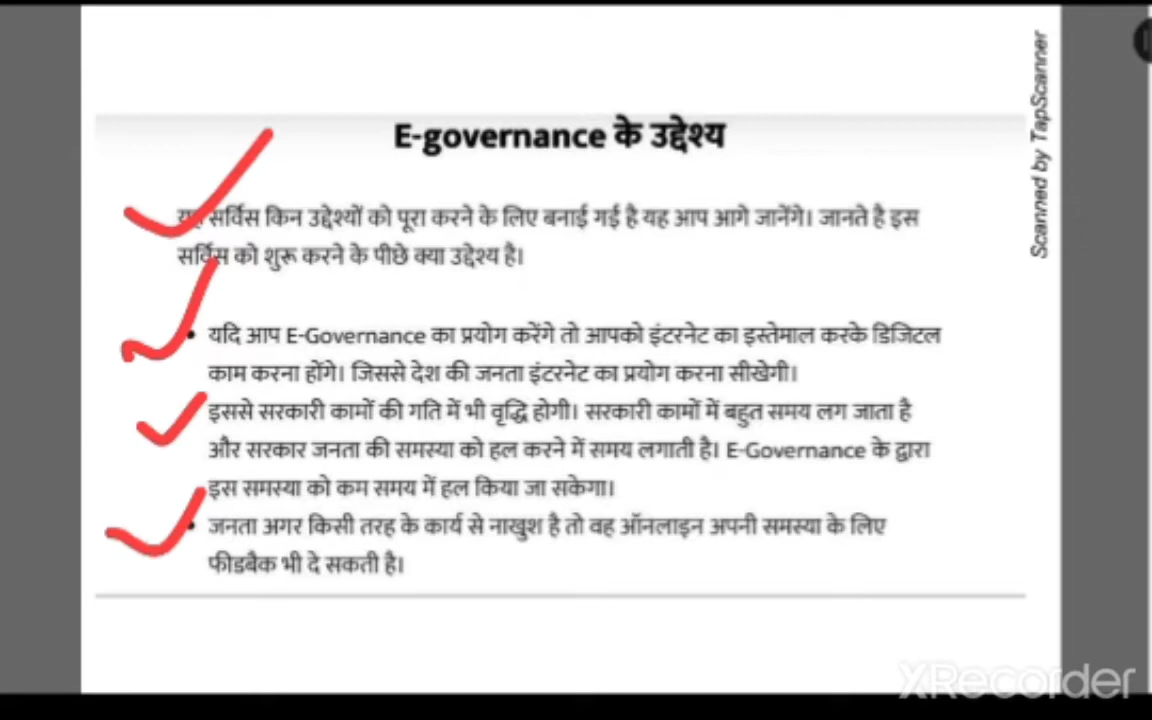 E-governance के उद्देश्य
यह सर्विस किन उद्देश्यों को पूरा करने के लिए बनाई गई है यह आप आगे जानेंगे। जानते है इस
सर्विस को शुरू करने के पीछे क्या उद्देश्य है।
• यदि आप E-Governance का प्रयोग करेंगे तो आपको इंटरनेट का इस्तेमाल करके डिजिटल
काम करना होंगे। जिससे देश की जनता इंटरनेट का प्रयोग करना सीखेगी।
इससे सरकारी कामों की गति में भी वृद्धि होगी। सरकारी कामों में बहुत समय लग जाता है
और सरकार जनता की समस्या को हल करने में समय लगाती है। E-Governance के द्वारा
इस समस्या को कम समय में हल किया जा सकेगा।
• जनता अगर किसी तरह के कार्य से नाखुश है तो वह ऑनलाइन अपनी समस्या के लिए
फीडबैक भी दे सकती है।
Scanned by TapScanner
XRecorder